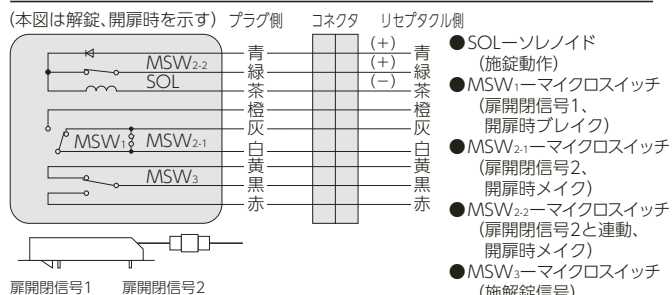 (本図は解錠、開扉時を示す) プラグ側 コネクタ リセプタクル側
青 (+) 青
MSW2-2 緑 (+) 緑
SOL 茶 (−) 茶
橙 橙
灰 灰
MSW1 MSW2-1 白 白
黄 黄
MSW3 黒 黒
赤 赤
扉開閉信号1 扉開閉信号2
●SOLーソレノイド
(施錠動作)
●MSW1ーマイクロスイッチ
(扉開閉信号1、
開扉時ブレイク)
●MSW2-1ーマイクロスイッチ
(扉開閉信号2、
開扉時メイク)
●MSW2-2ーマイクロスイッチ
(扉開閉信号2と連動、
開扉時メイク)
●MSW3ーマイクロスイッチ
(施解錠信号)